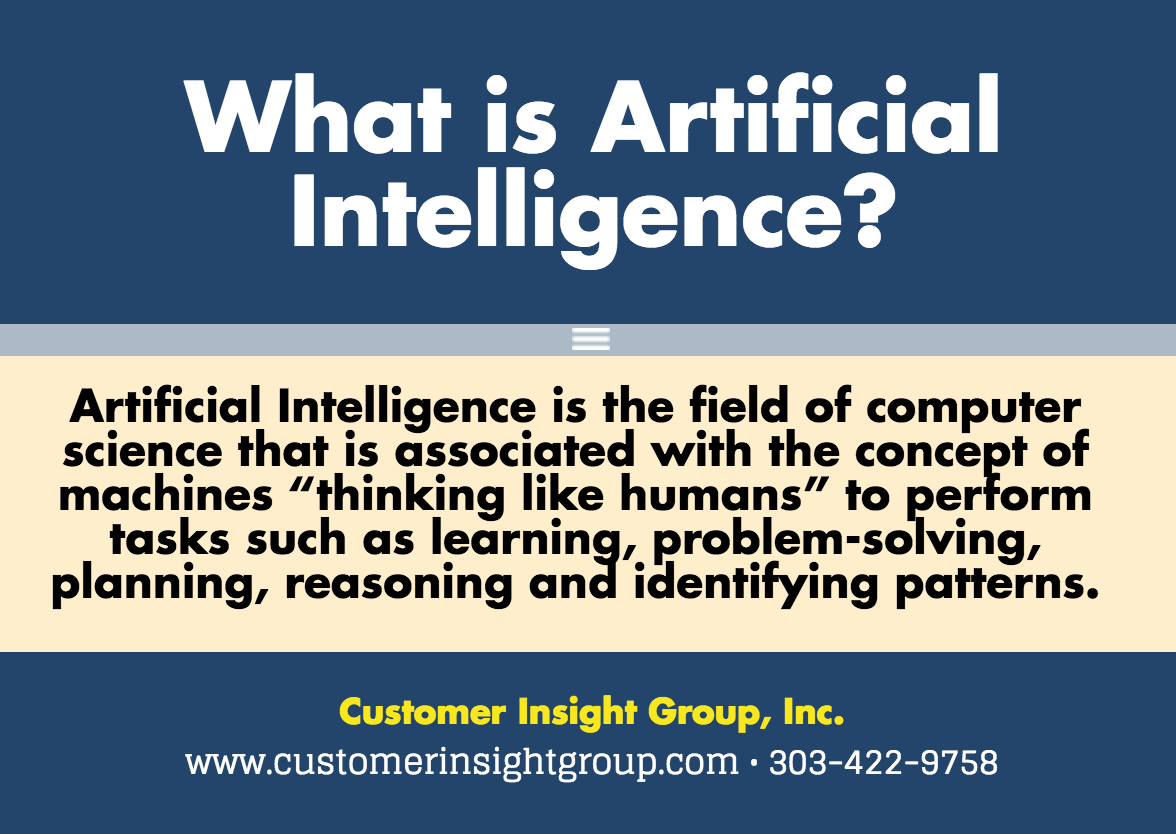 What is Artificial
Intelligence?
Artificial Intelligence is the field of computer
science that is associated with the concept of
machines “thinking like humans” to perform
tasks such as learning, problem-solving,
planning, reasoning and identifying patterns.
Customer Insight Group, Inc.
www.customerinsightgroup.com • 303-422-9758